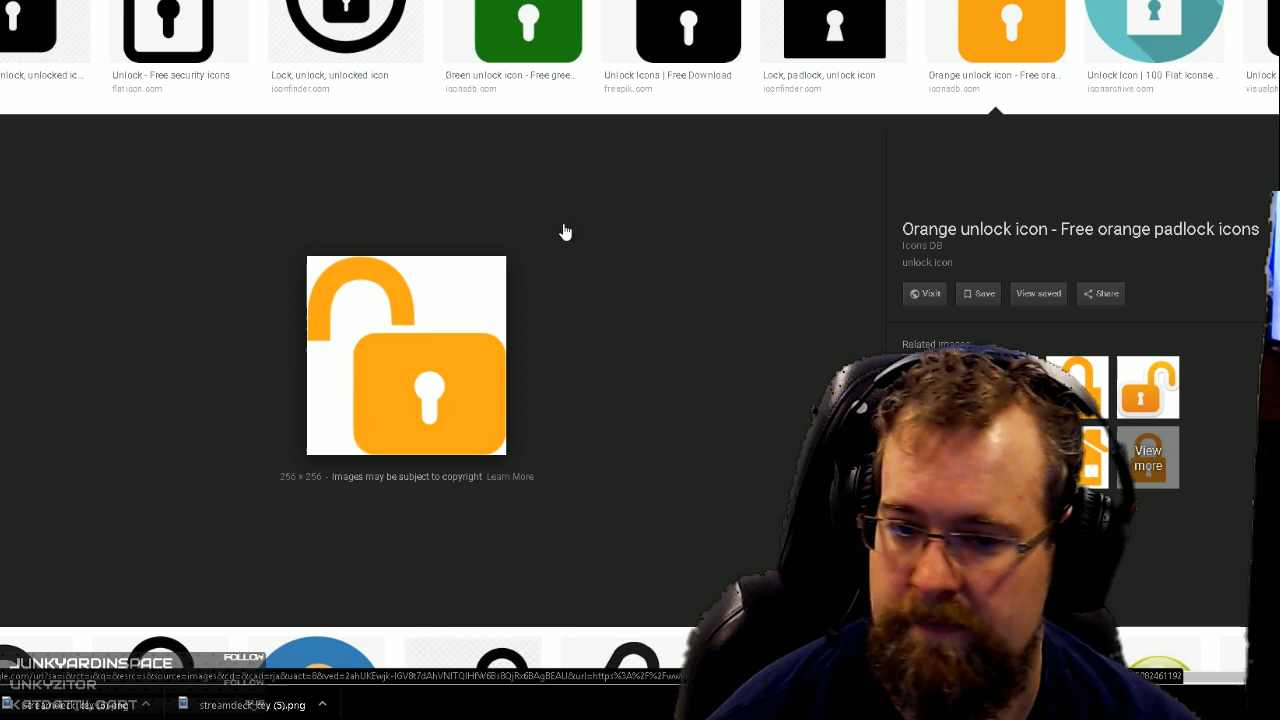 nlock, unlocked ic...
Unlock - Free security icons
flaticon.com
Lock, unlock, unlocked icon
iconfinder.com
Green unlock icon - Free gree...
iconsdb.com
Unlock Icons | Free Download
freepik.com
Lock, padlock, unlock icon
iconfinder.com
Orange unlock icon - Free ora...
iconsdb.com
Unlock Icon | 100 Flat Iconse...
iconarchive.com
Unlock
visualph
Orange unlock icon - Free orange padlock icons
Icons DB
unlock icon
Visit
Save
View saved
Share
Related images:
View more
256 × 256 - Images may be subject to copyright Learn More
JUNKYARDINSPACE
FOLLOW
UNKYZITOR
FOLLOW
streamdeck_key (5).png